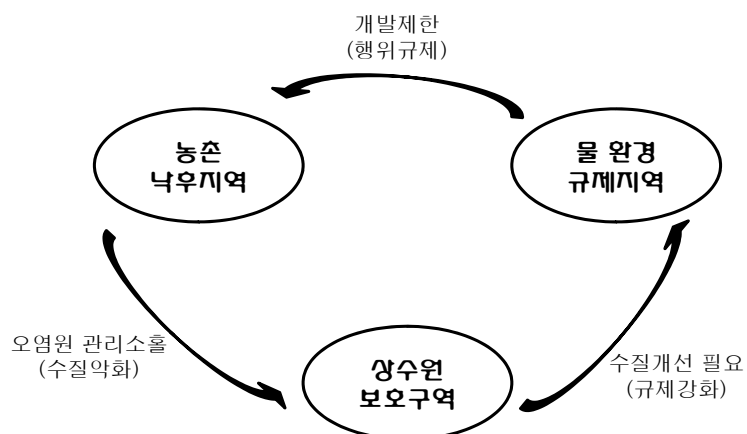 개발제한
(행위규제)
농촌
낙후지역
물 환경
규제지역
오염원 관리소홀
(수질악화)
상수원
보호구역
수질개선 필요
(규제강화)